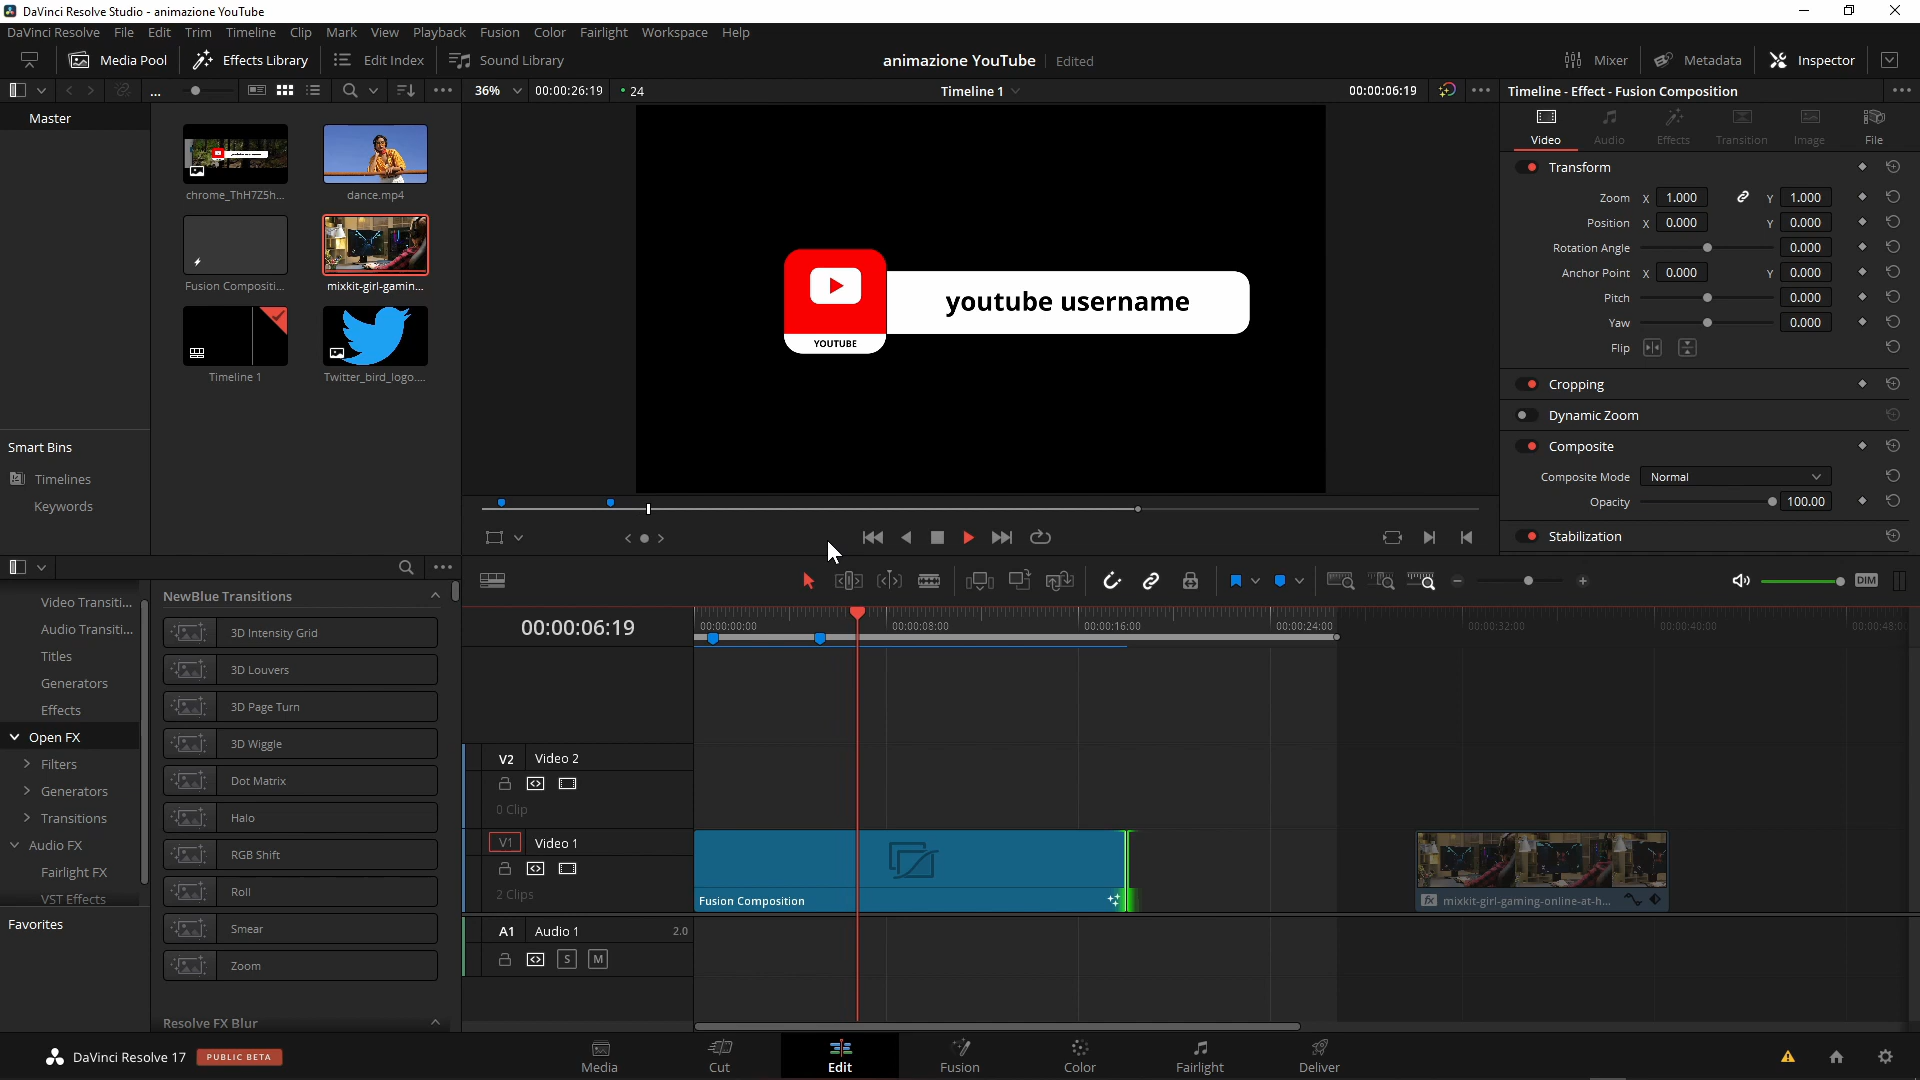 DaVinci Resolve Studio - animazione YouTube
DaVinci Resolve File Edit Trim Timeline Clip Mark View Playback Fusion Color Fairlight Workspace Help
Media Pool Effects Library Edit Index Sound Library animazione YouTube Edited Mixer Metadata Inspector
... 36% 00:00:26:19 24 Timeline 1 00:00:06:19 Timeline - Effect - Fusion Composition
Master
Video Audio Effects Transition Image File
Transform
chrome_ThH7Z5h... dance.mp4
Zoom X 1.000 Y 1.000
Position X 0.000 Y 0.000
Rotation Angle 0.000
Anchor Point X 0.000 Y 0.000
Fusion Compositi... mixkit-girl-gamin...
Pitch 0.000
youtube username
Yaw 0.000
YOUTUBE
Flip
Timeline 1 Twitter_bird_logo....
Cropping
Dynamic Zoom
Smart Bins
Composite
Timelines
Composite Mode Normal
Keywords
Opacity 100.00
Stabilization
DIM
Video Transiti...
Audio Transiti...
Titles
Generators
Effects
Open FX
Filters
Generators
Transitions
Audio FX
Fairlight FX
VST Effects
Favorites
NewBlue Transitions
3D Intensity Grid
3D Louvers
3D Page Turn
3D Wiggle
Dot Matrix
Halo
RGB Shift
Roll
Smear
Zoom
Resolve FX Blur
00:00:06:19
00:00:00:00 00:00:08:00 00:00:16:00 00:00:24:00 00:00:32:00 00:00:40:00 00:00:48:00
V2 Video 2
0 Clip
V1 Video 1
2 Clips
Fusion Composition fx mixkit-girl-gaming-online-at-h...
A1 Audio 1 2.0
S M
DaVinci Resolve 17 PUBLIC BETA
Media Cut Edit Fusion Color Fairlight Deliver